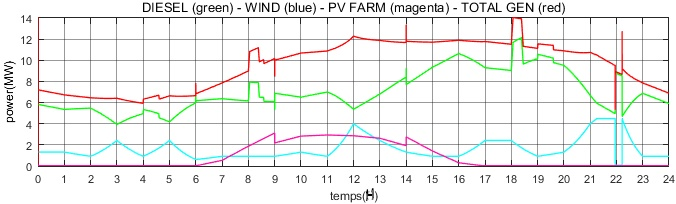 DIESEL (green) - WIND (blue) - PV FARM (magenta) - TOTAL GEN (red)
power(MW)
14
12
10
8
6
4
2
0
0 1 2 3 4 5 6 7 8 9 10 11 12 13 14 15 16 17 18 19 20 21 22 23 24
temps(H)